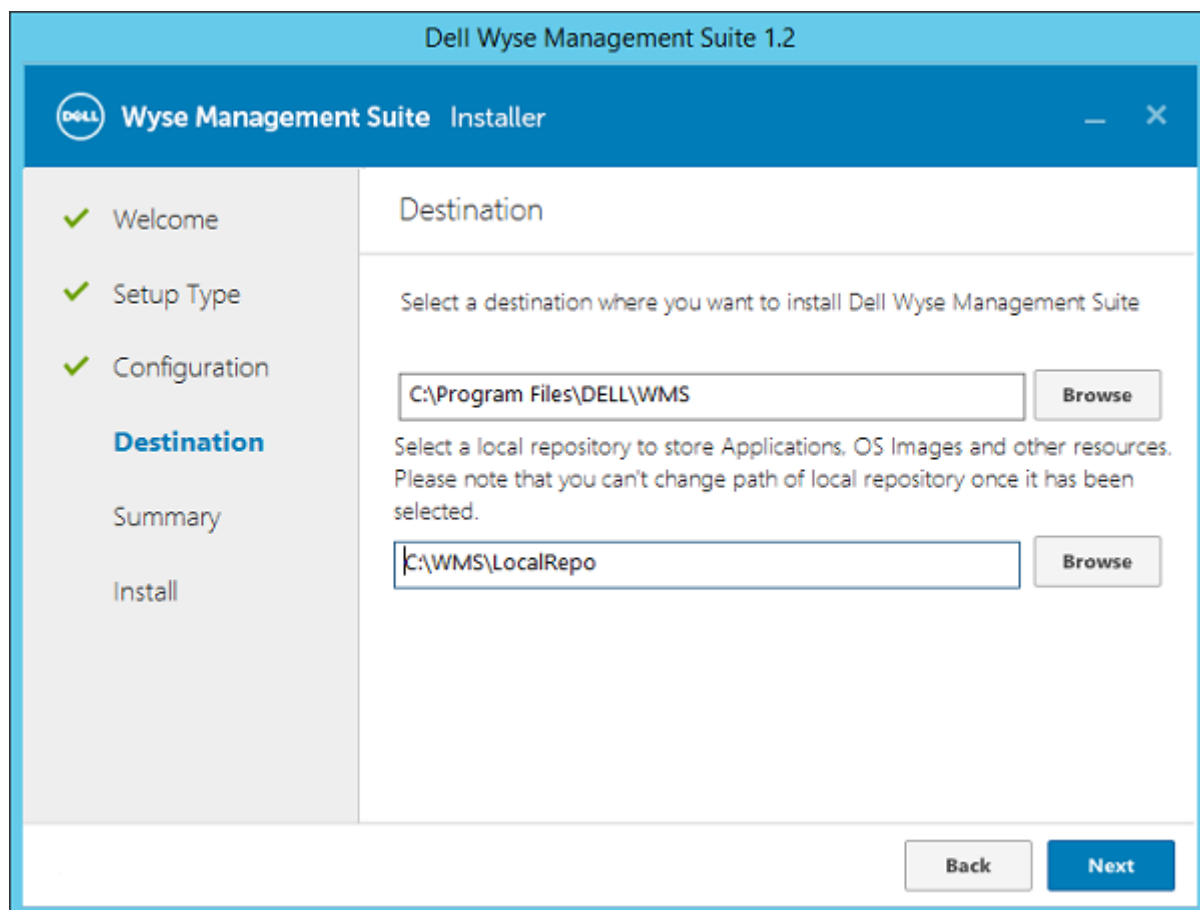 Dell Wyse Management Suite 1.2
DELL Wyse Management Suite Installer
Welcome
Setup Type
Configuration
Destination
Summary
Install
Destination
Select a destination where you want to install Dell Wyse Management Suite
C:\Program Files\DELL\WMS
Browse
Select a local repository to store Applications, OS Images and other resources.
Please note that you can't change path of local repository once it has been
selected.
C:\WMS\LocalRepo
Browse
Back
Next